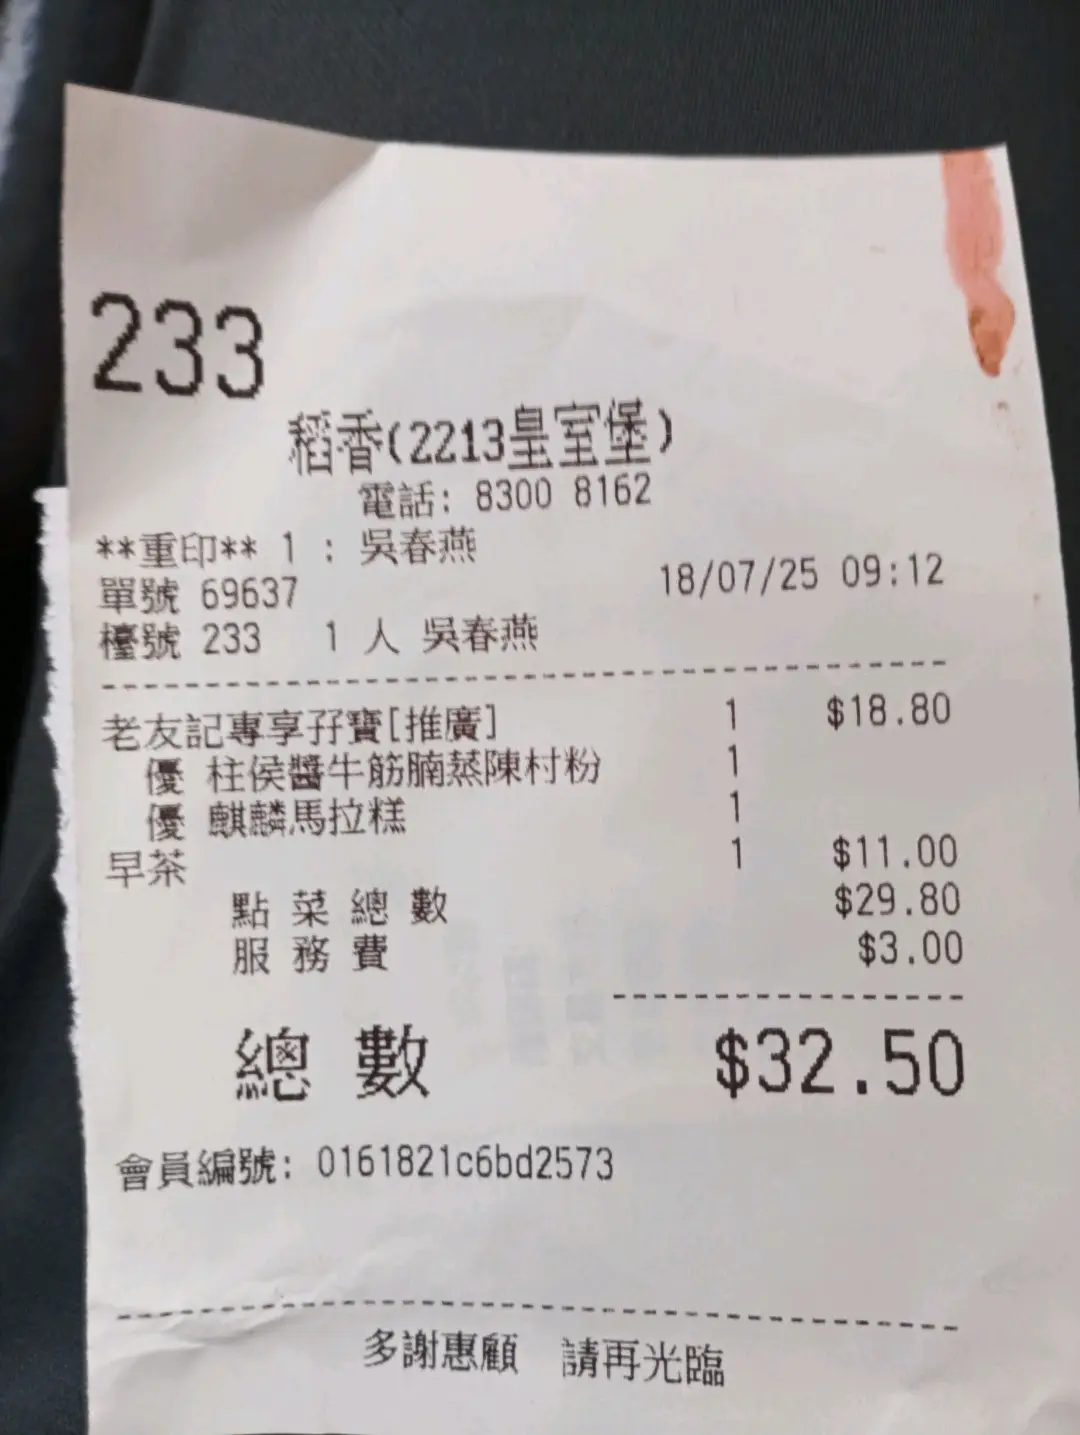 233
稻香(2213皇室堡)
電話: 8300 8162
**重印** 1 : 吳春燕
單號 69637 18/07/25 09:12
檯號 233 1 人 吳春燕
老友記專享孖寶[推廣] 1 $18.80
優 柱侯醬牛筋腩蒸陳村粉 1
優 麒麟馬拉糕 1
早茶 1 $11.00
點菜總數 $29.80
服務費 $3.00
總數 $32.50
會員編號: 0161821c6bd2573
多謝惠顧 請再光臨